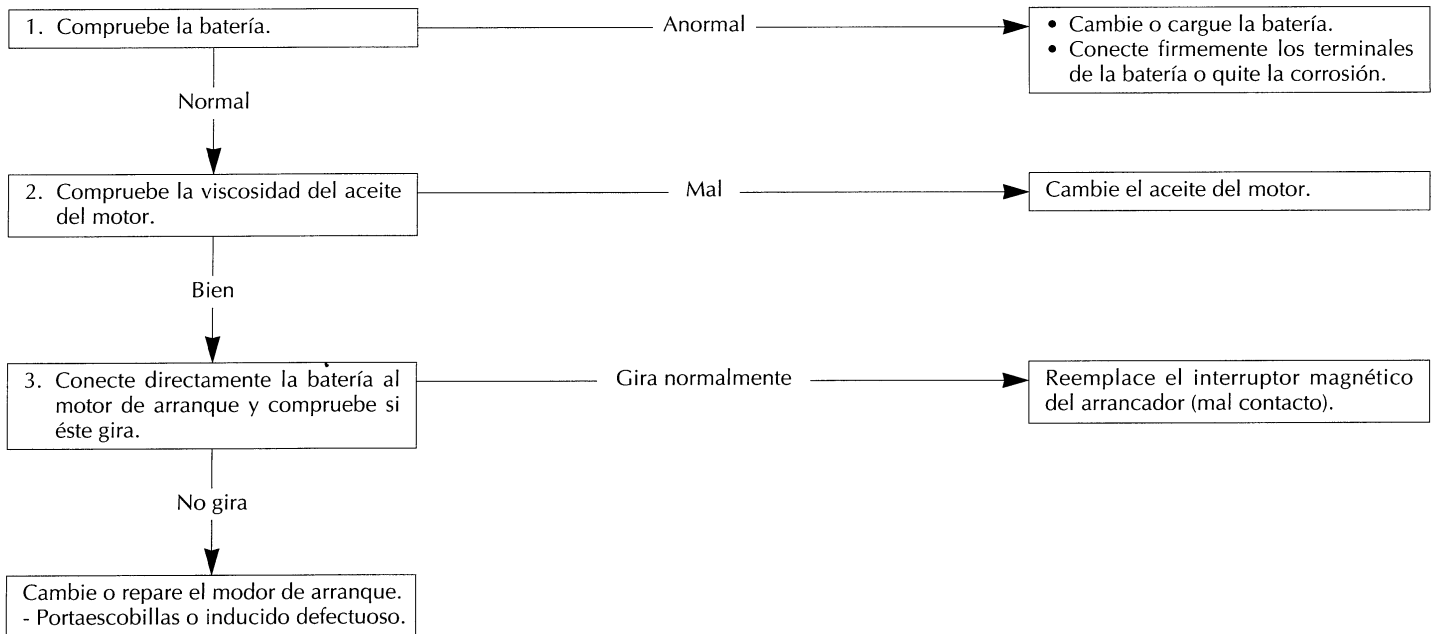 1. Compruebe la batería.
Anormal
• Cambie o cargue la batería.
• Conecte firmemente los terminales
de la batería o quite la corrosión.
Normal
2. Compruebe la viscosidad del aceite
del motor.
Mal
Cambie el aceite del motor.
Bien
3. Conecte directamente la batería al
motor de arranque y compruebe si
éste gira.
Gira normalmente
Reemplace el interruptor magnético
del arrancador (mal contacto).
No gira
Cambie o repare el modor de arranque.
- Portaescobillas o inducido defectuoso.